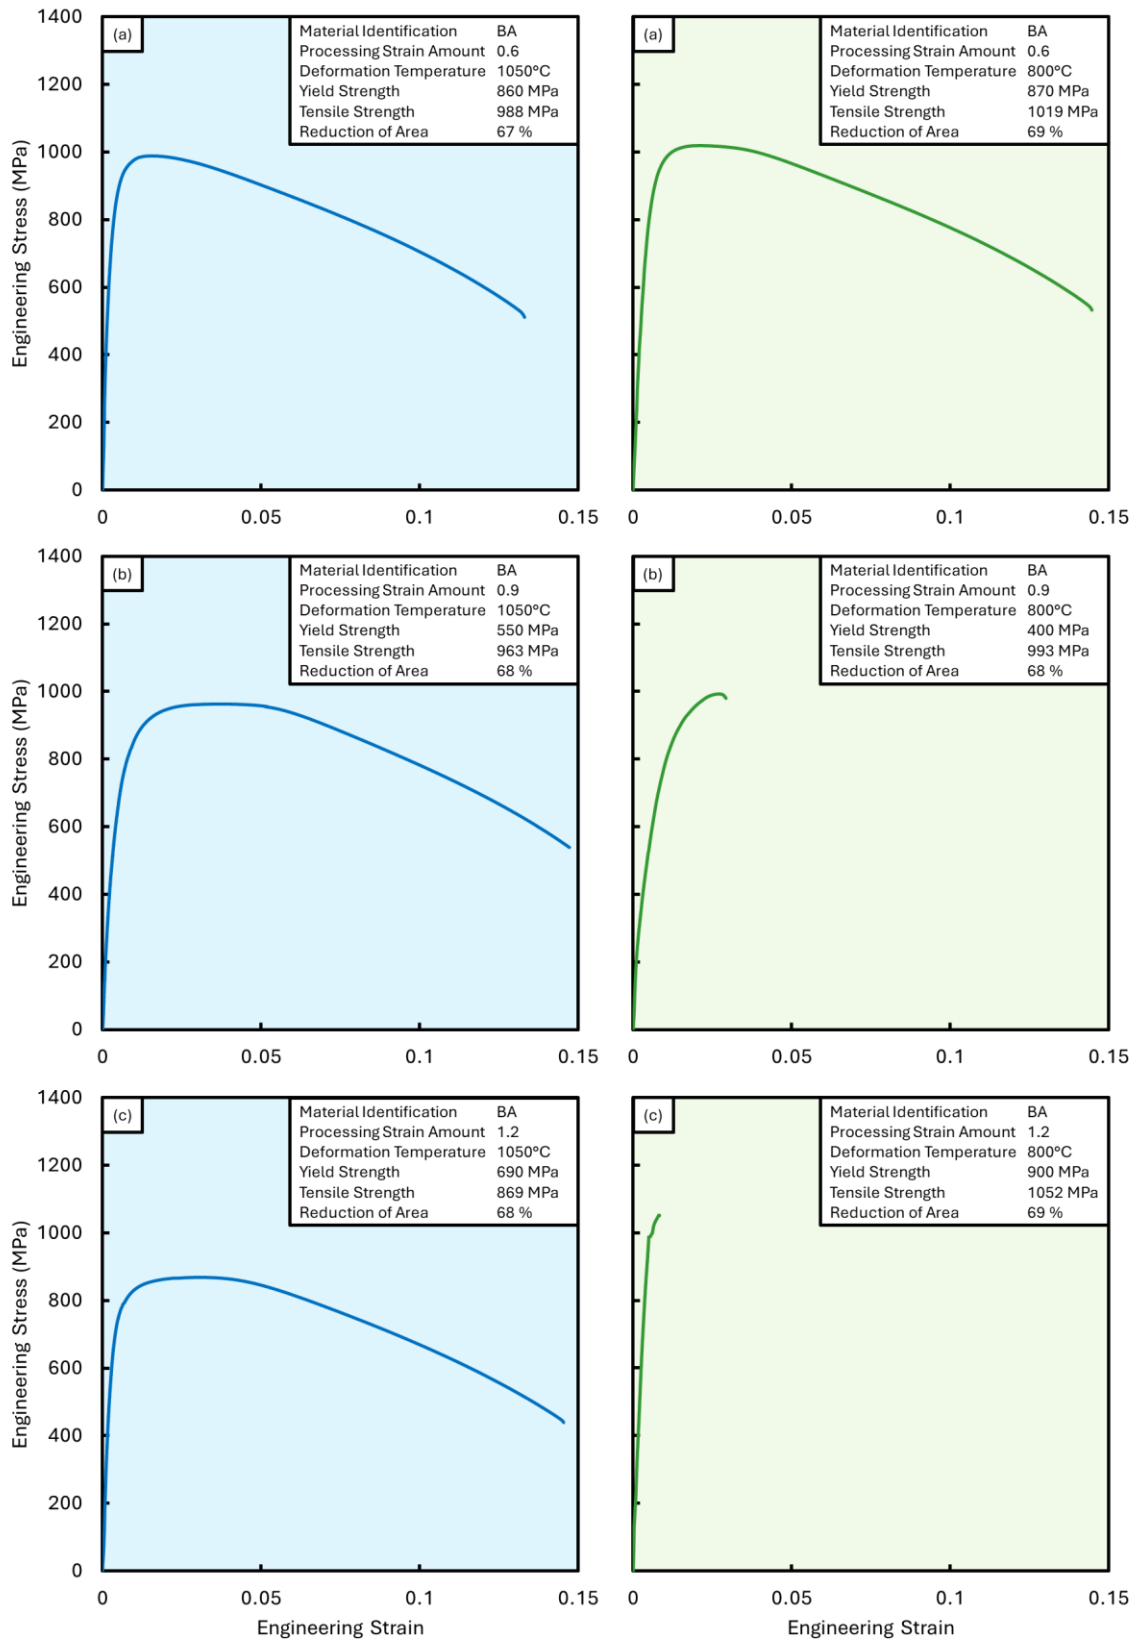 1400
1200
1000
800
600
400
200
0
Engineering Stress (MPa)
(a)
Material Identification BA
Processing Strain Amount 0.6
Deformation Temperature 1050°C
Yield Strength 860 MPa
Tensile Strength 988 MPa
Reduction of Area 67 %
0 0.05 0.1 0.15
(a)
Material Identification BA
Processing Strain Amount 0.6
Deformation Temperature 800°C
Yield Strength 870 MPa
Tensile Strength 1019 MPa
Reduction of Area 69 %
0 0.05 0.1 0.15
1400
1200
1000
800
600
400
200
0
Engineering Stress (MPa)
(b)
Material Identification BA
Processing Strain Amount 0.9
Deformation Temperature 1050°C
Yield Strength 550 MPa
Tensile Strength 963 MPa
Reduction of Area 68 %
0 0.05 0.1 0.15
(b)
Material Identification BA
Processing Strain Amount 0.9
Deformation Temperature 800°C
Yield Strength 400 MPa
Tensile Strength 993 MPa
Reduction of Area 68 %
0 0.05 0.1 0.15
1400
1200
1000
800
600
400
200
0
Engineering Stress (MPa)
(c)
Material Identification BA
Processing Strain Amount 1.2
Deformation Temperature 1050°C
Yield Strength 690 MPa
Tensile Strength 869 MPa
Reduction of Area 68 %
0 0.05 0.1 0.15
Engineering Strain
(c)
Material Identification BA
Processing Strain Amount 1.2
Deformation Temperature 800°C
Yield Strength 900 MPa
Tensile Strength 1052 MPa
Reduction of Area 69 %
0 0.05 0.1 0.15
Engineering Strain